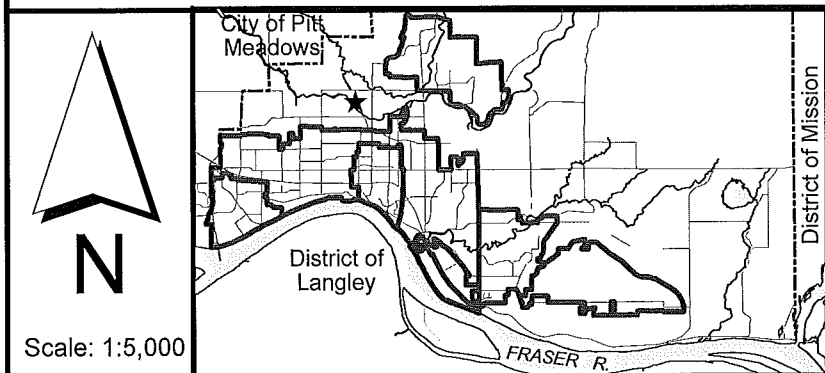 City of Pitt
Meadows
District of Mission
N
District of
Langley
Scale: 1:5,000
FRASER R.